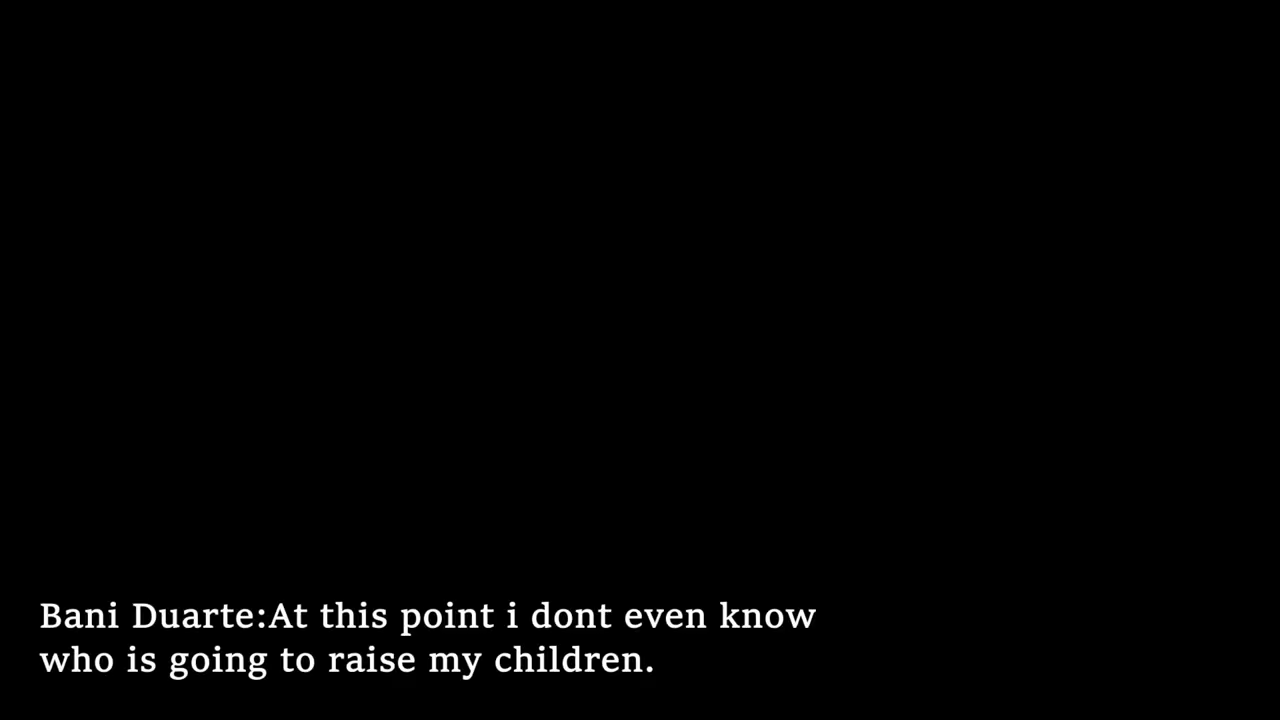 Bani Duarte:At this point i dont even know
who is going to raise my children.